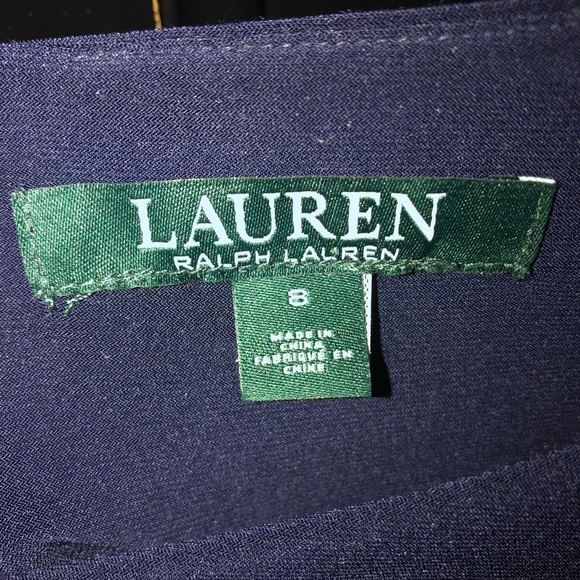 LAUREN
RALPH LAUREN
8
MADE IN
CHINA
FABRIQUÉ EN
CHINE